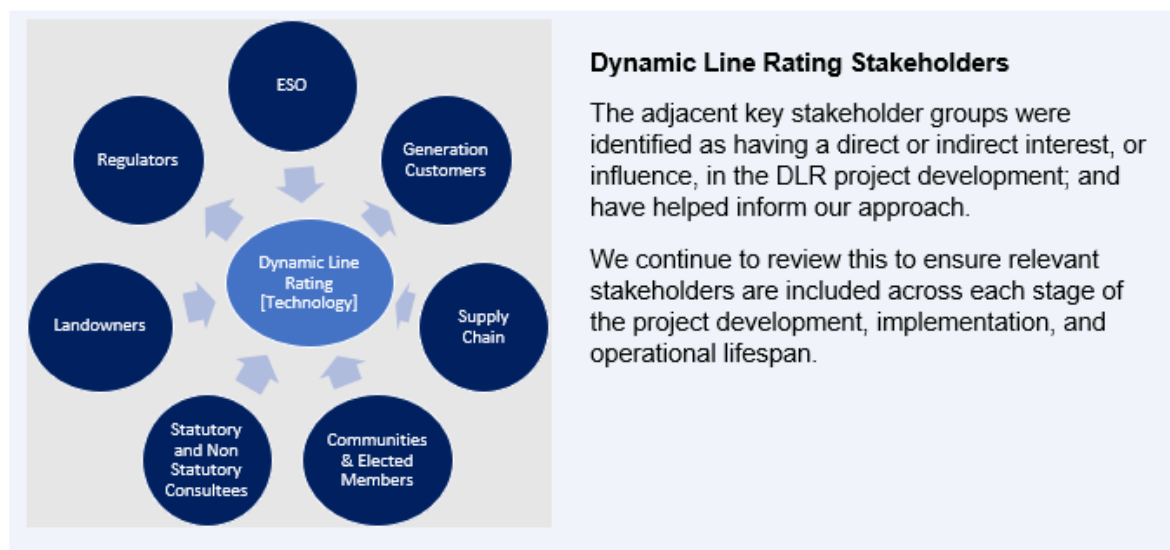 ESO
Regulators
Generation
Customers
Dynamic Line
Rating
[Technology]
Landowners
Supply
Chain
Statutory
and Non
Statutory
Consultees
Communities
& Elected
Members
Dynamic Line Rating Stakeholders
The adjacent key stakeholder groups were
identified as having a direct or indirect interest, or
influence, in the DLR project development; and
have helped inform our approach.
We continue to review this to ensure relevant
stakeholders are included across each stage of
the project development, implementation, and
operational lifespan.